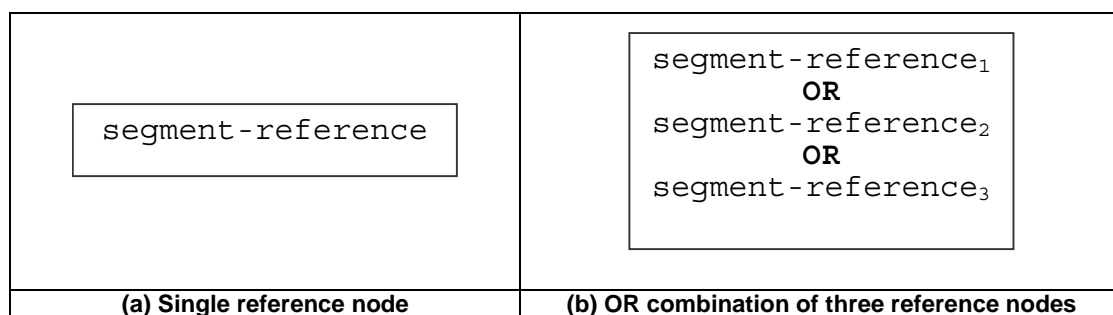 segment-reference
(a) Single reference node
segment-reference₁
OR
segment-reference₂
OR
segment-reference₃
(b) OR combination of three reference nodes